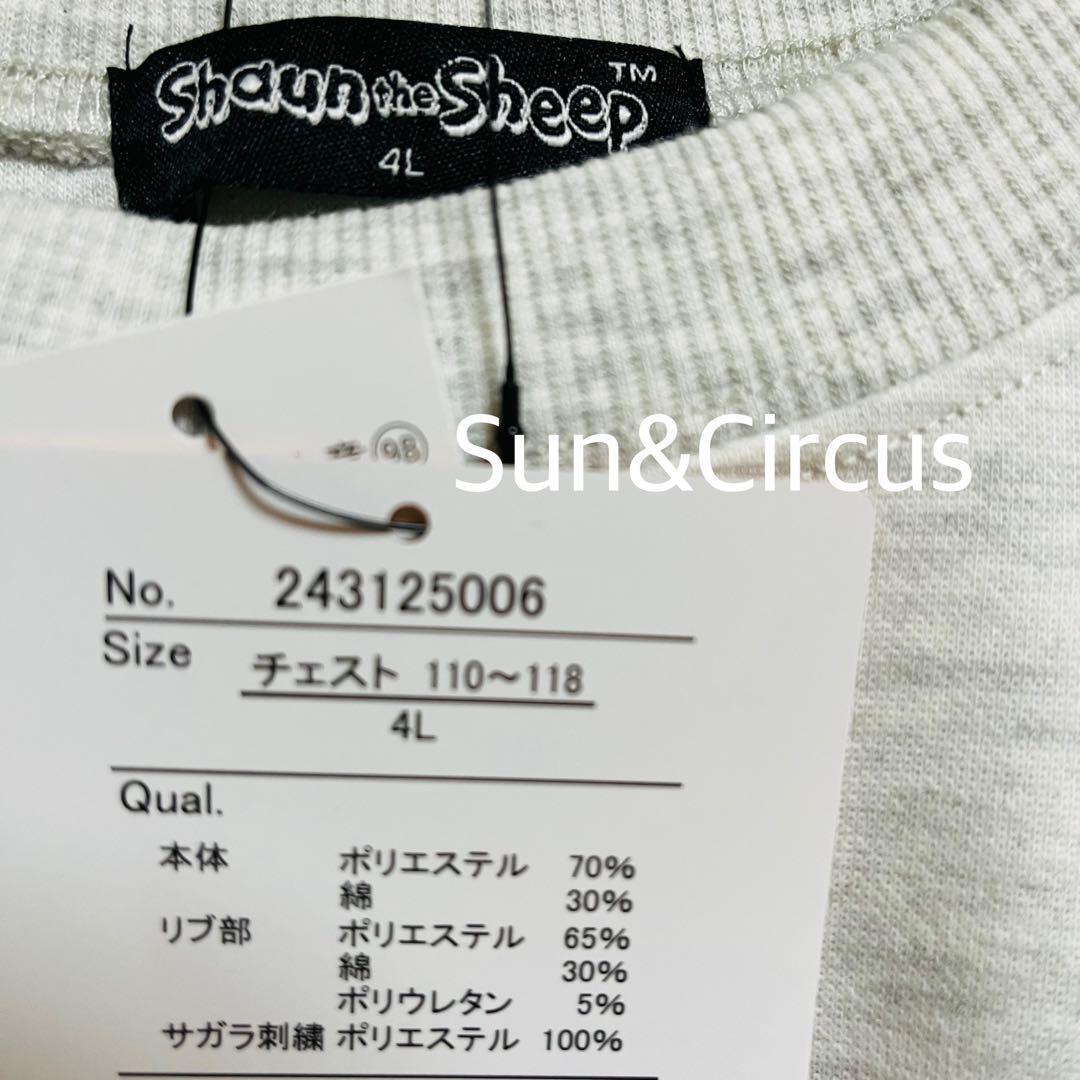 Shaun the Sheep TM
4L
Sun&Circus
No. 243125006
Size チェスト 110～118
4L
Qual.
本体 ポリエステル 70%
綿 30%
リブ部 ポリエステル 65%
綿 30%
ポリウレタン 5%
サガラ刺繍 ポリエステル 100%